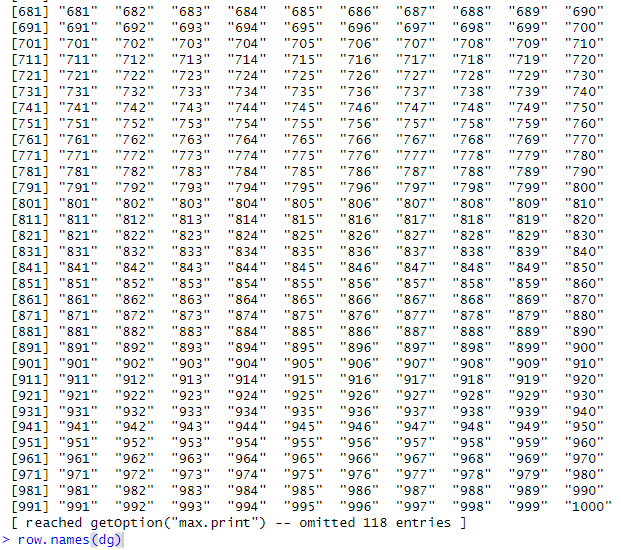 [681] "681" "682" "683" "684" "685" "686" "687" "688" "689" "690"
[691] "691" "692" "693" "694" "695" "696" "697" "698" "699" "700"
[701] "701" "702" "703" "704" "705" "706" "707" "708" "709" "710"
[711] "711" "712" "713" "714" "715" "716" "717" "718" "719" "720"
[721] "721" "722" "723" "724" "725" "726" "727" "728" "729" "730"
[731] "731" "732" "733" "734" "735" "736" "737" "738" "739" "740"
[741] "741" "742" "743" "744" "745" "746" "747" "748" "749" "750"
[751] "751" "752" "753" "754" "755" "756" "757" "758" "759" "760"
[761] "761" "762" "763" "764" "765" "766" "767" "768" "769" "770"
[771] "771" "772" "773" "774" "775" "776" "777" "778" "779" "780"
[781] "781" "782" "783" "784" "785" "786" "787" "788" "789" "790"
[791] "791" "792" "793" "794" "795" "796" "797" "798" "799" "800"
[801] "801" "802" "803" "804" "805" "806" "807" "808" "809" "810"
[811] "811" "812" "813" "814" "815" "816" "817" "818" "819" "820"
[821] "821" "822" "823" "824" "825" "826" "827" "828" "829" "830"
[831] "831" "832" "833" "834" "835" "836" "837" "838" "839" "840"
[841] "841" "842" "843" "844" "845" "846" "847" "848" "849" "850"
[851] "851" "852" "853" "854" "855" "856" "857" "858" "859" "860"
[861] "861" "862" "863" "864" "865" "866" "867" "868" "869" "870"
[871] "871" "872" "873" "874" "875" "876" "877" "878" "879" "880"
[881] "881" "882" "883" "884" "885" "886" "887" "888" "889" "890"
[891] "891" "892" "893" "894" "895" "896" "897" "898" "899" "900"
[901] "901" "902" "903" "904" "905" "906" "907" "908" "909" "910"
[911] "911" "912" "913" "914" "915" "916" "917" "918" "919" "920"
[921] "921" "922" "923" "924" "925" "926" "927" "928" "929" "930"
[931] "931" "932" "933" "934" "935" "936" "937" "938" "939" "940"
[941] "941" "942" "943" "944" "945" "946" "947" "948" "949" "950"
[951] "951" "952" "953" "954" "955" "956" "957" "958" "959" "960"
[961] "961" "962" "963" "964" "965" "966" "967" "968" "969" "970"
[971] "971" "972" "973" "974" "975" "976" "977" "978" "979" "980"
[981] "981" "982" "983" "984" "985" "986" "987" "988" "989" "990"
[991] "991" "992" "993" "994" "995" "996" "997" "998" "999" "1000"
[ reached getOption("max.print") -- omitted 118 entries ]
> row.names(dg)